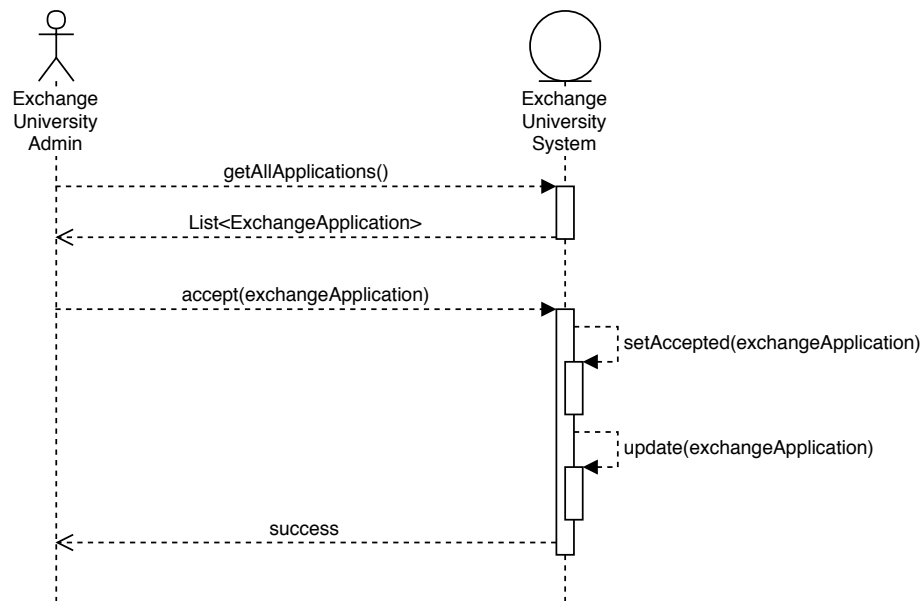 Exchange
University
Admin
Exchange
University
System
getAllApplications()
List<ExchangeApplication>
accept(exchangeApplication)
setAccepted(exchangeApplication)
update(exchangeApplication)
success